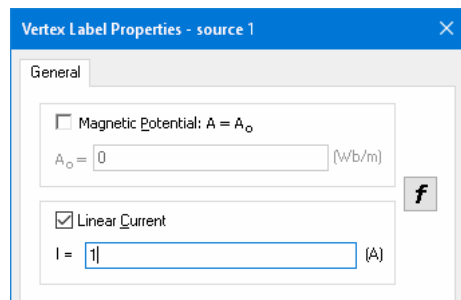 Vertex Label Properties - source 1
General
Magnetic Potential: A = Ao
Ao = 0 (Wb/m)
f
Linear Current
I = 1 (A)